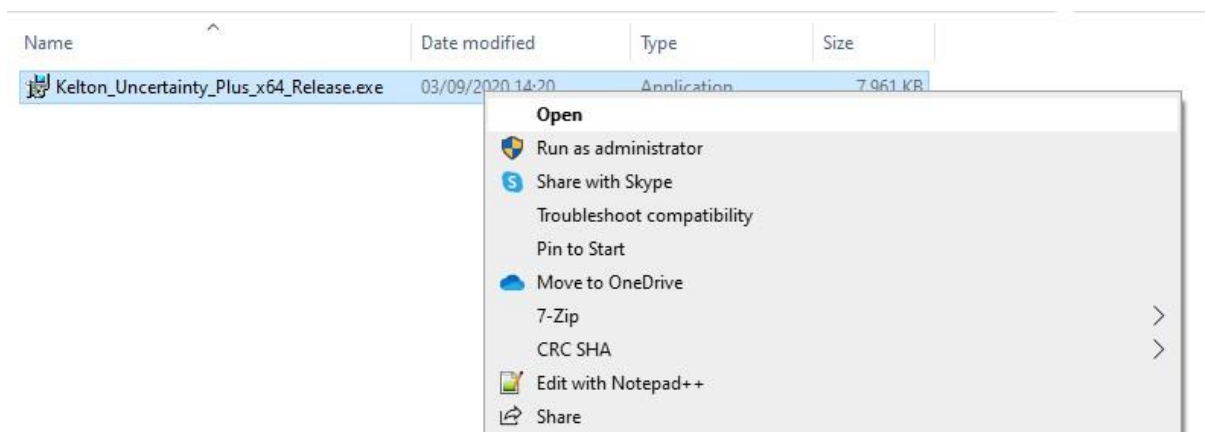 Name Date modified Type Size
Kelton_Uncertainty_Plus_x64_Release.exe 03/09/2020 14:20 Application 7,961 KB
Open
Run as administrator
Share with Skype
Troubleshoot compatibility
Pin to Start
Move to OneDrive
7-Zip
CRC SHA
Edit with Notepad++
Share